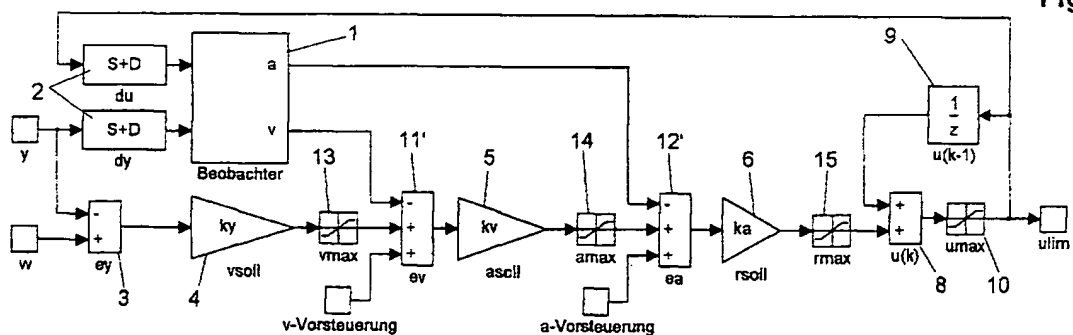 Fig
1
9
2
S+D
du
a
1
z
u(k-1)
S+D
dy
v
y
Beobachter
13
11'
5
14
12'
6
15
-
+
ey
ky
vsoll
vmax
-
+
+
ev
kv
asoll
amax
-
+
+
ea
ka
rsoll
rmax
+
+
u(k)
umax
ulim
w
3
4
8
10
v-Vorsteuerung
a-Vorsteuerung